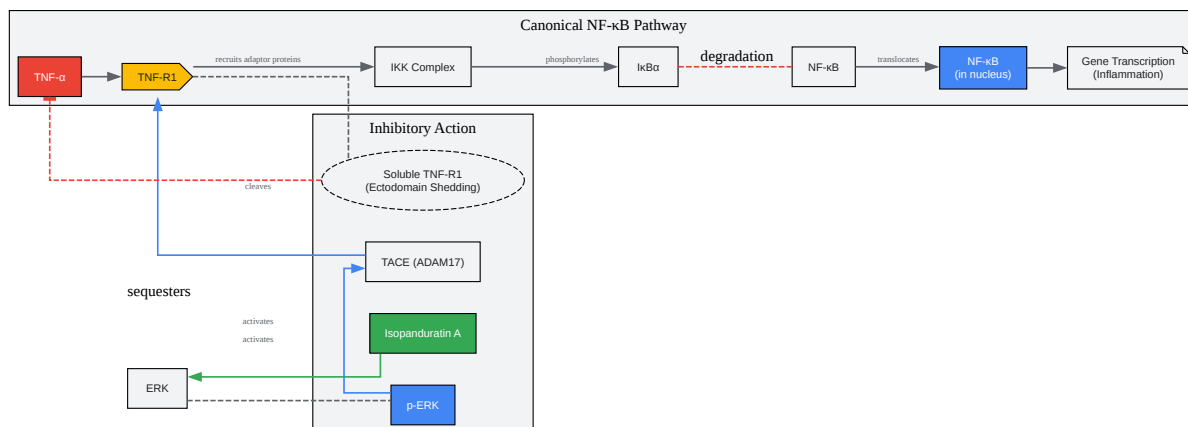 Canonical NF-κB Pathway
TNF-α
TNF-R1
recruits adaptor proteins
IKK Complex
phosphorylates
IκBα
degradation
NF-κB
translocates
NF-κB
(in nucleus)
Gene Transcription
(Inflammation)
Inhibitory Action
Soluble TNF-R1
(Ectodomain Shedding)
cleaves
TACE (ADAM17)
sequesters
activates
activates
Isopanduratin A
ERK
p-ERK